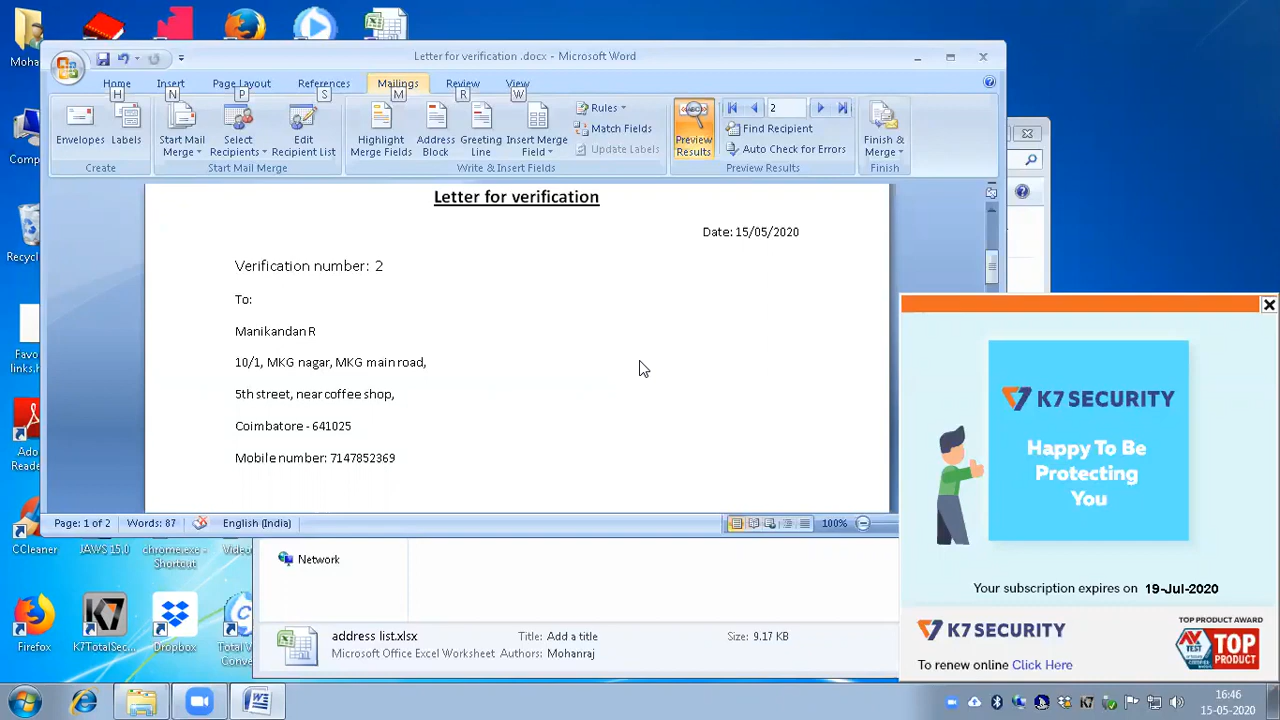 Moha
Letter for verification .docx - Microsoft Word
Home Insert Page Layout References Mailings Review View
H N P S M R W
Envelopes Labels Start Mail Merge Select Recipients Edit Recipient List Highlight Merge Fields Address Block Greeting Line Insert Merge Field
Rules
Match Fields
Update Labels
Preview Results
2
Find Recipient
Auto Check for Errors
Finish & Merge
Create Start Mail Merge Write & Insert Fields Preview Results Finish
Letter for verification
Date: 15/05/2020
Verification number: 2
To:
Manikandan R
10/1, MKG nagar, MKG main road,
5th street, near coffee shop,
Coimbatore - 641025
Mobile number: 7147852369
Page: 1 of 2 Words: 87 English (India) 100%
Comp
Recycl
Favo
links.h
Ado
Reade
CCleaner JAWS 15.0 chrome.exe - Shortcut Video
Firefox K7TotalSec... Dropbox Total V
Conve
Network
address list.xlsx Title: Add a title Size: 9.17 KB
Microsoft Office Excel Worksheet Authors: Mohanraj
K7 SECURITY
Happy To Be
Protecting
You
Your subscription expires on 19-Jul-2020
K7 SECURITY
To renew online Click Here
TOP PRODUCT AWARD
AV TEST
TOP PRODUCT
16:46
15-05-2020